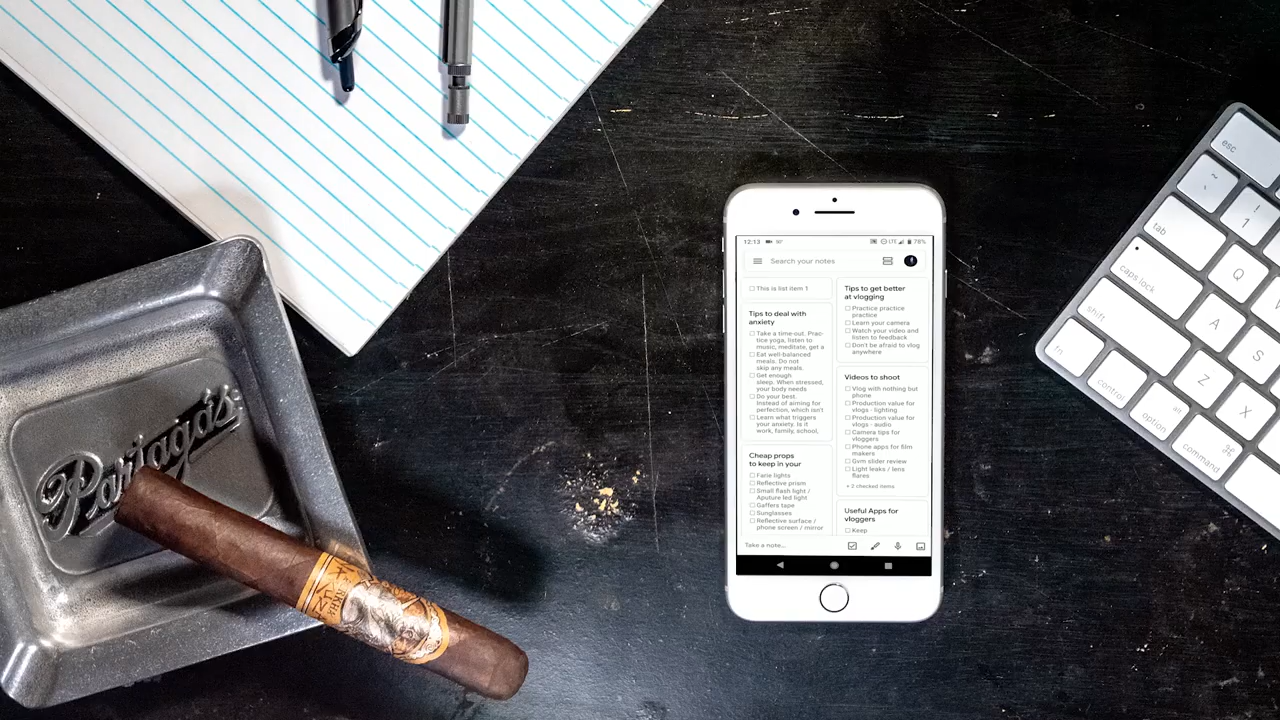 Partagas
12:13
LTE 78%
Search your notes
This is list item 1
Tips to deal with
anxiety
Take a time-out. Prac-
tice yoga, listen to
music, meditate, get a
Eat well-balanced
meals. Do not
skip any meals.
Get enough
sleep. When stressed,
your body needs
Do your best.
Instead of aiming for
perfection, which isn't
Learn what triggers
your anxiety. Is it
work, family, school,
Cheap props
to keep in your
Farie lights
Reflective prism
Small flash light /
Aputure led light
Gaffers tape
Sunglasses
Reflective surface /
phone screen / mirror
Tips to get better
at vlogging
Practice practice
practice
Learn your camera
Watch your video and
listen to feedback
Don't be afraid to vlog
anywhere
Videos to shoot
Vlog with nothing but
phone
Production value for
vlogs - lighting
Production value for
vlogs - audio
Camera tips for
vloggers
Phone apps for film
makers
Gvm slider review
Light leaks / lens
flares
+ 2 checked items
Useful Apps for
vloggers
Keep
Take a note...
esc
~
`
!
1
tab
Q
caps lock
A
S
shift
Z
X
fn
control
alt
option
⌘
command